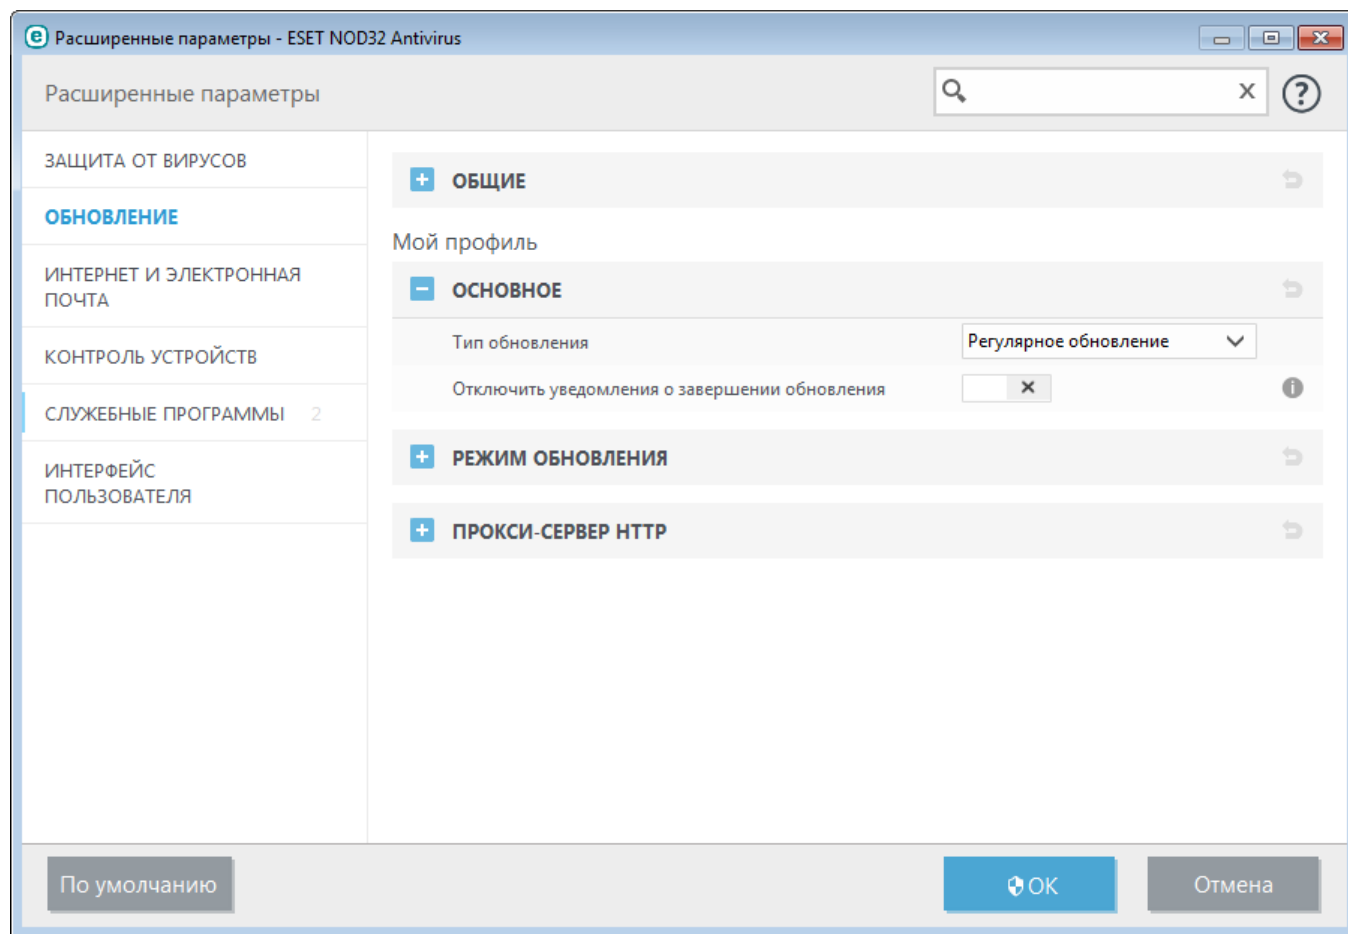 Расширенные параметры - ESET NOD32 Antivirus
Расширенные параметры
ЗАЩИТА ОТ ВИРУСОВ
ОБНОВЛЕНИЕ
ИНТЕРНЕТ И ЭЛЕКТРОННАЯ
ПОЧТА
КОНТРОЛЬ УСТРОЙСТВ
СЛУЖЕБНЫЕ ПРОГРАММЫ 2
ИНТЕРФЕЙС
ПОЛЬЗОВАТЕЛЯ
ОБЩИЕ
Мой профиль
ОСНОВНОЕ
Тип обновления Регулярное обновление
Отключить уведомления о завершении обновления
РЕЖИМ ОБНОВЛЕНИЯ
ПРОКСИ-СЕРВЕР HTTP
По умолчанию OK Отмена